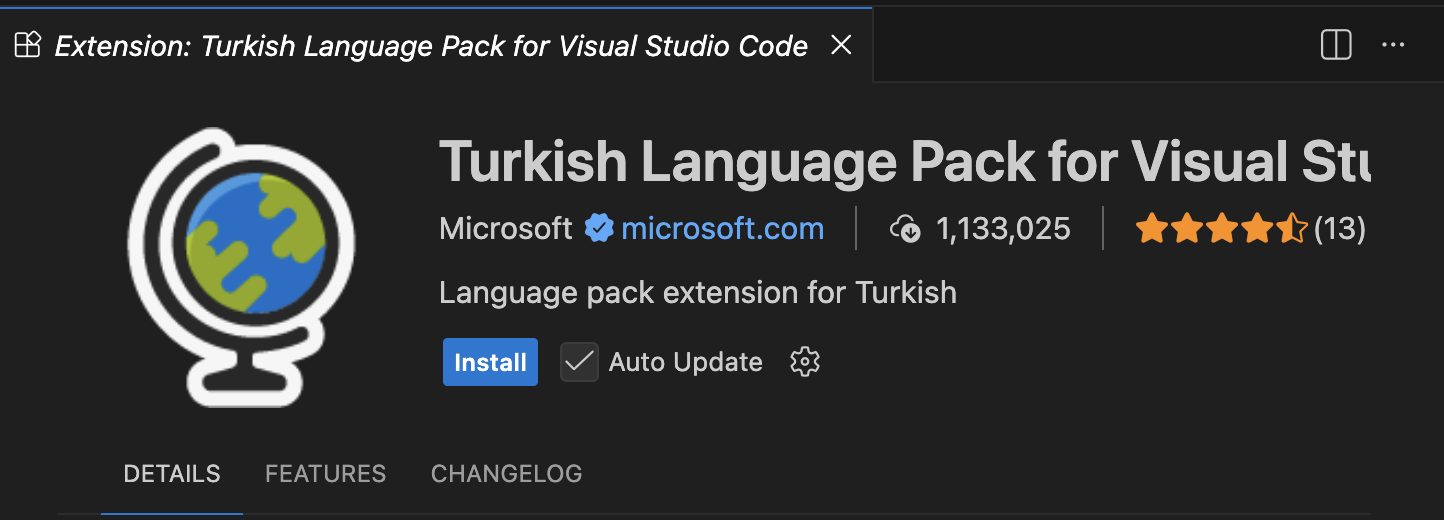 Extension: Turkish Language Pack for Visual Studio Code
Turkish Language Pack for Visual Stu
Microsoft microsoft.com 1,133,025 (13)
Language pack extension for Turkish
Install Auto Update
DETAILS FEATURES CHANGELOG